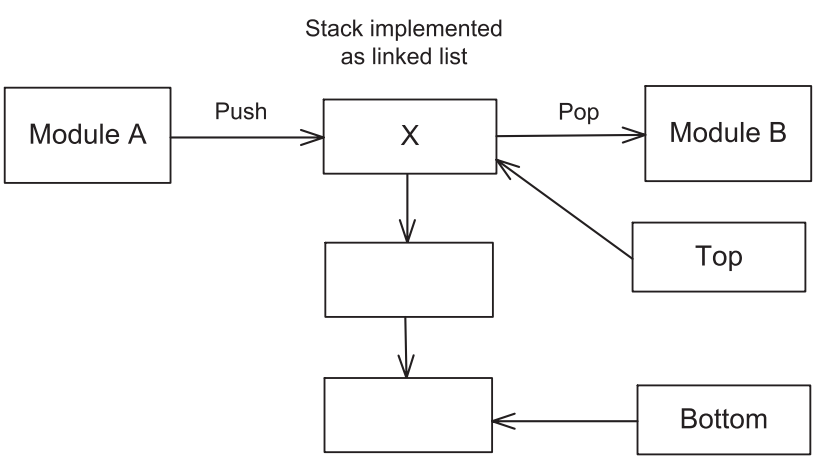 Stack implemented
as linked list
Module A
Push
X
Pop
Module B
Top
Bottom